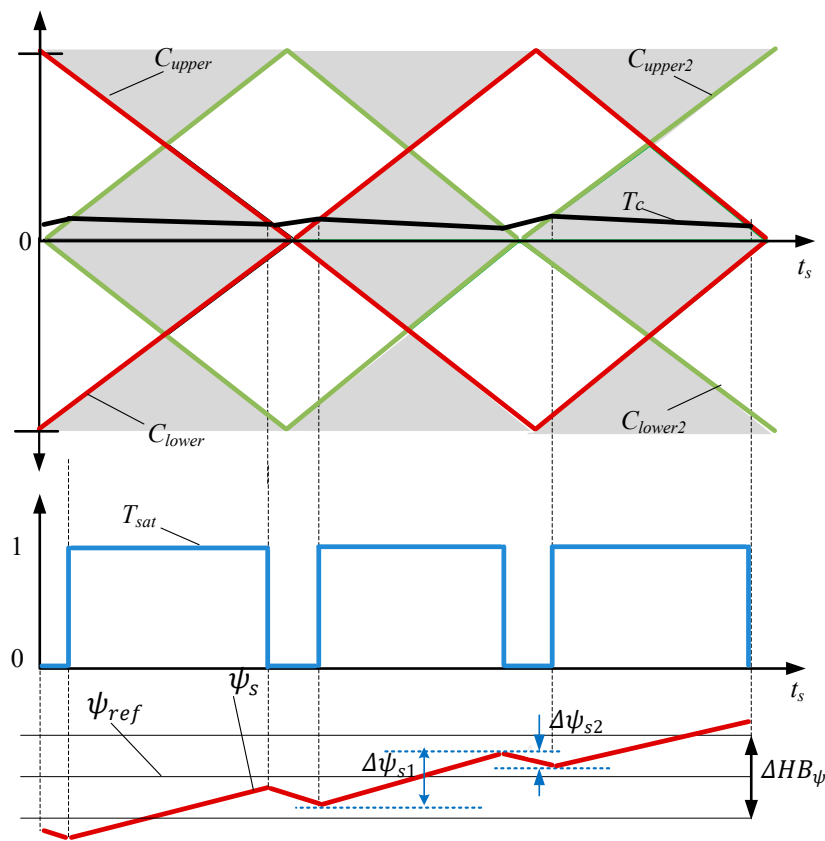 C_upper
C_upper2
T_c
0
t_s
C_lower
C_lower2
T_sat
1
0
t_s
ψ_s
ψ_ref
Δψ_s2
Δψ_s1
ΔHB_ψ